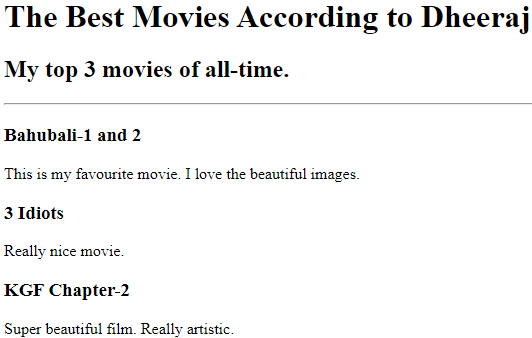 The Best Movies According to Dheeraj
My top 3 movies of all-time.
Bahubali-1 and 2
This is my favourite movie. I love the beautiful images.
3 Idiots
Really nice movie.
KGF Chapter-2
Super beautiful film. Really artistic.